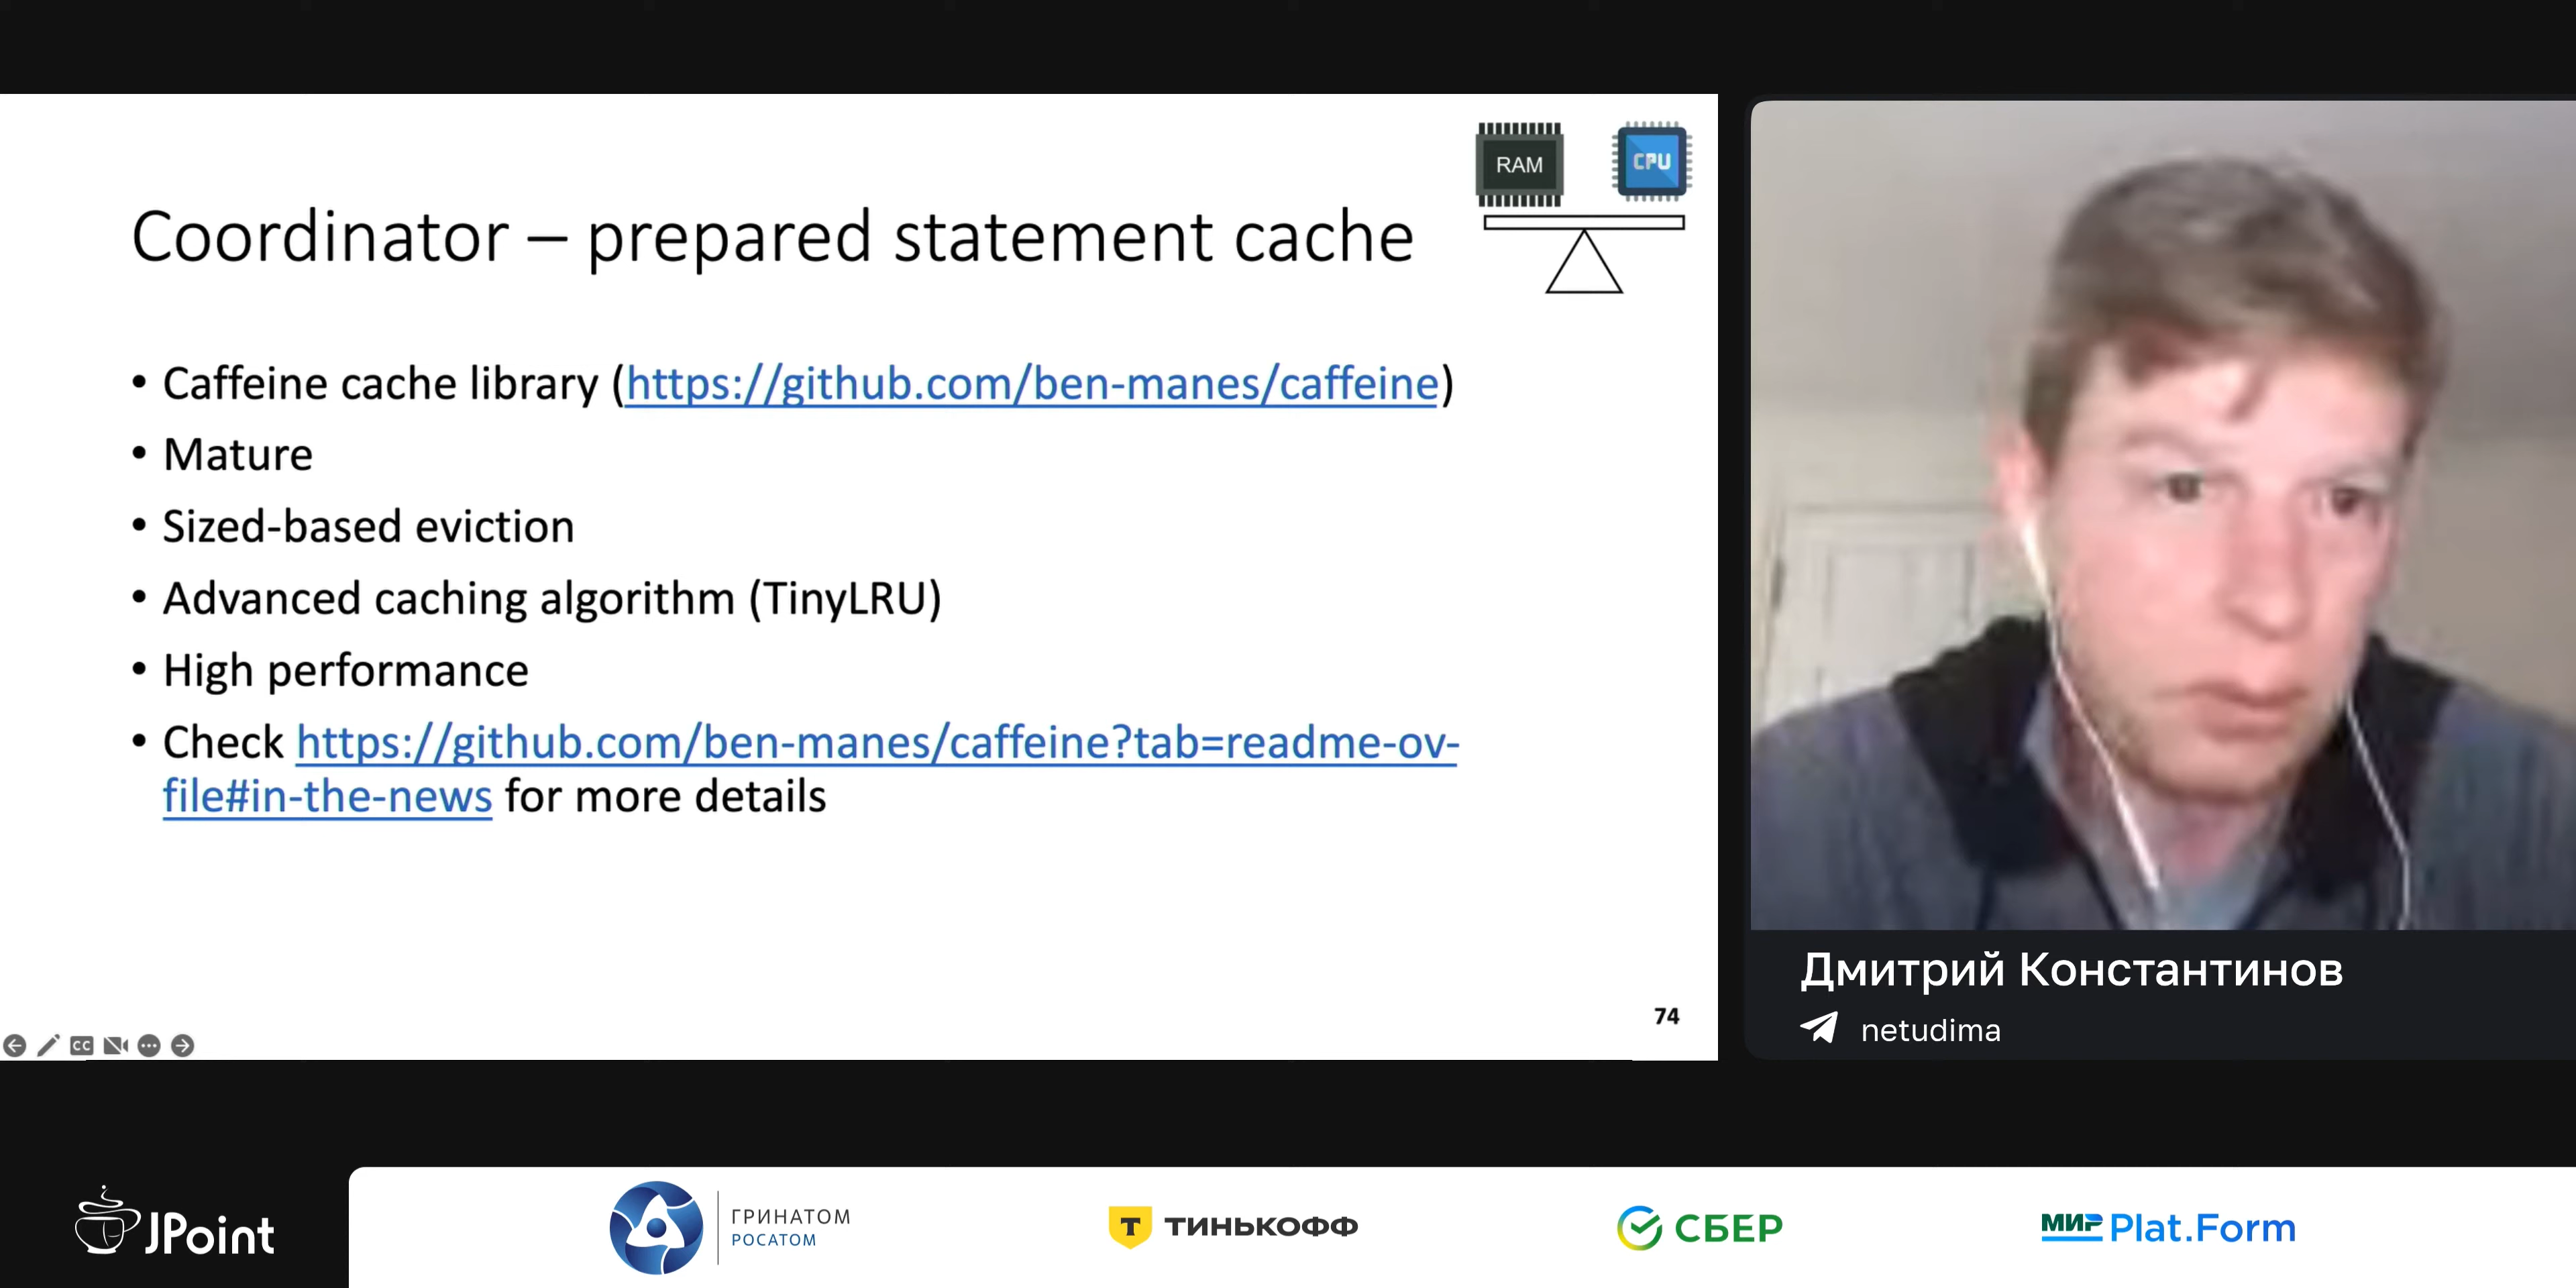 RAM
CPU
Coordinator – prepared statement cache
• Caffeine cache library (https://github.com/ben-manes/caffeine)
• Mature
• Sized-based eviction
• Advanced caching algorithm (TinyLRU)
• High performance
• Check https://github.com/ben-manes/caffeine?tab=readme-ov-
file#in-the-news for more details
74
CC
Дмитрий Константинов
netudima
JPoint
ГРИНАТОМ
РОСАТОМ
Т ТИНЬКОФФ
СБЕР
МИР Plat.Form